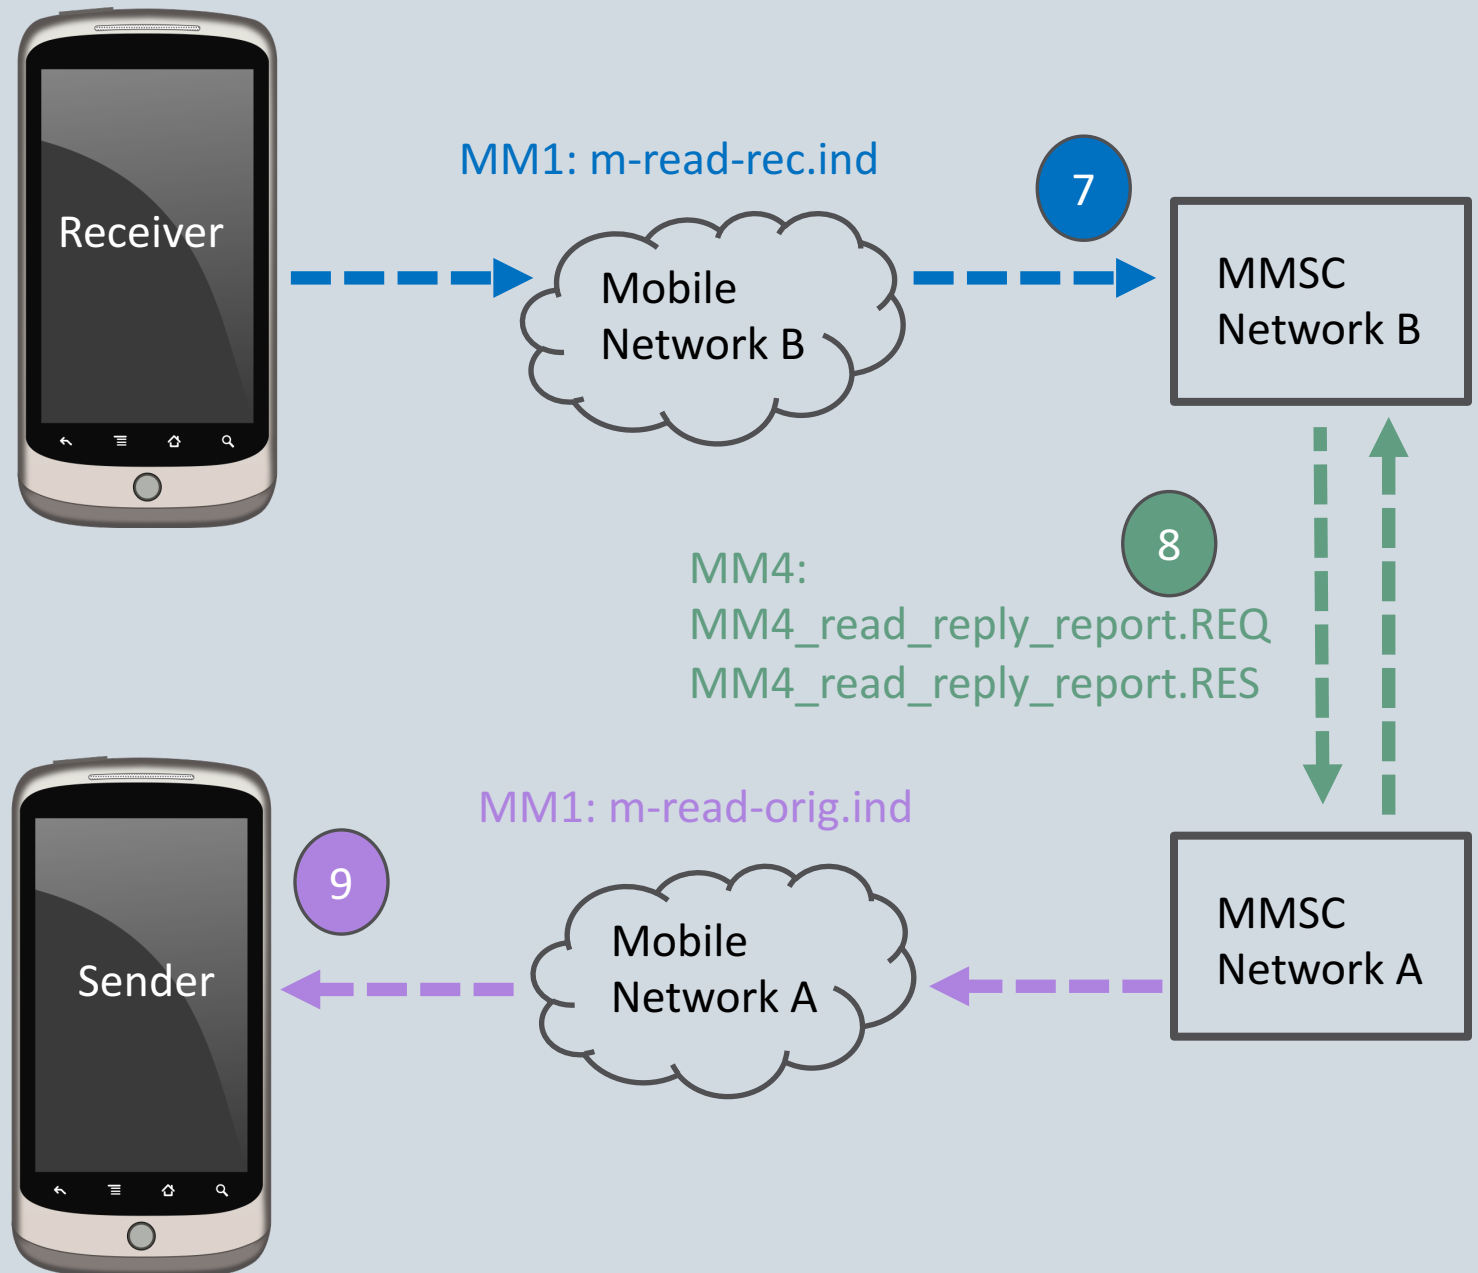 MM1: m-read-rec.ind
7
Receiver
Mobile
Network B
MMSC
Network B
8
MM4:
MM4_read_reply_report.REQ
MM4_read_reply_report.RES
MM1: m-read-orig.ind
9
Sender
Mobile
Network A
MMSC
Network A